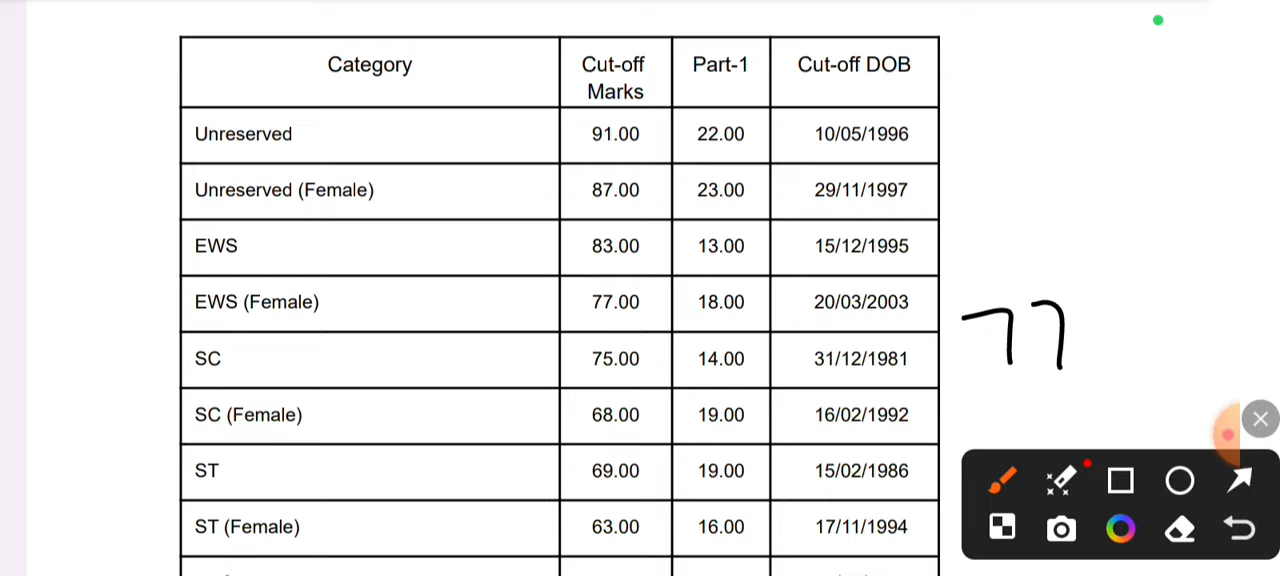 Category Cut-off Marks Part-1 Cut-off DOB
Unreserved 91.00 22.00 10/05/1996
Unreserved (Female) 87.00 23.00 29/11/1997
EWS 83.00 13.00 15/12/1995
EWS (Female) 77.00 18.00 20/03/2003
77
SC 75.00 14.00 31/12/1981
SC (Female) 68.00 19.00 16/02/1992
ST 69.00 19.00 15/02/1986
ST (Female) 63.00 16.00 17/11/1994